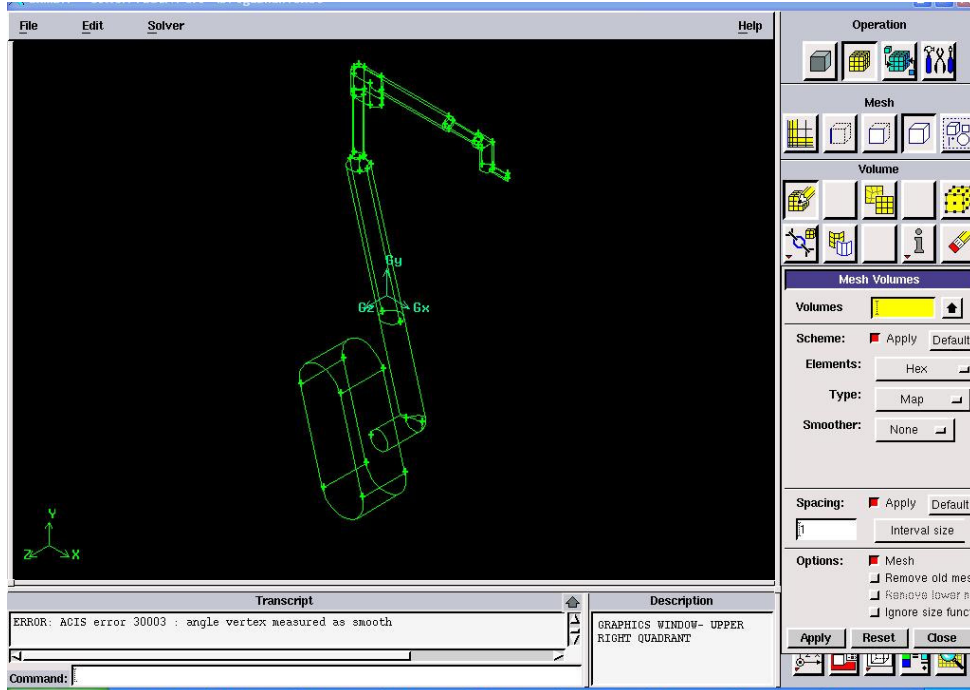 File Edit Solver Help
Operation
Mesh
Volume
Gy
Gz Gx
Mesh Volumes
Volumes
Scheme: Apply Default
Elements: Hex
Type: Map
Smoother: None
Spacing: Apply Default
1 Interval size
Options: Mesh
Remove old mes
Remove lower
Ignore size func
Apply Reset Close
Y
Z X
Transcript
ERROR: ACIS error 30003 : angle vertex measured as smooth
Description
GRAPHICS WINDOW- UPPER
RIGHT QUADRANT
Command: